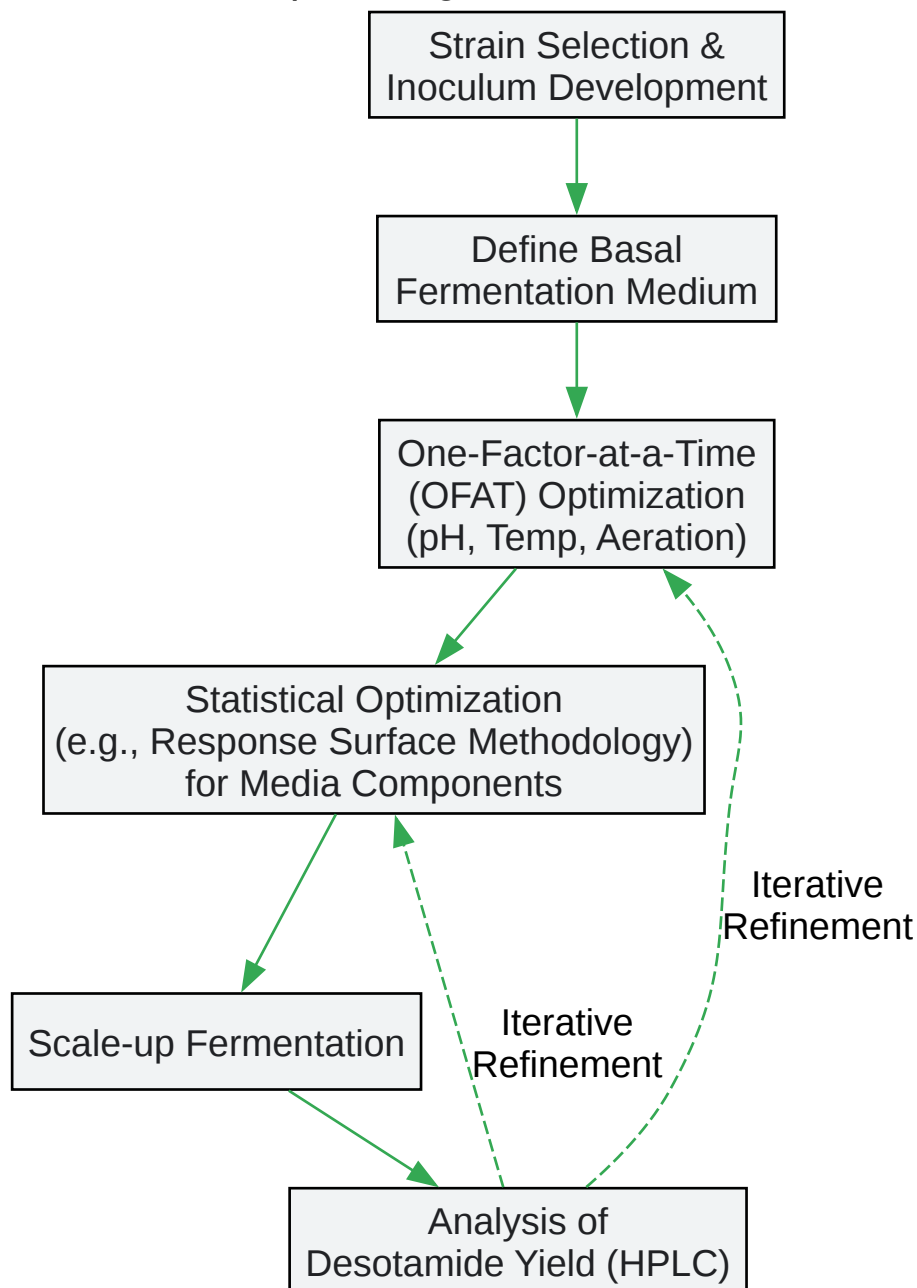 Strain Selection &
Inoculum Development
Define Basal
Fermentation Medium
One-Factor-at-a-Time
(OFAT) Optimization
(pH, Temp, Aeration)
Statistical Optimization
(e.g., Response Surface Methodology)
for Media Components
Iterative
Refinement
Scale-up Fermentation
Iterative
Refinement
Analysis of
Desotamide Yield (HPLC)